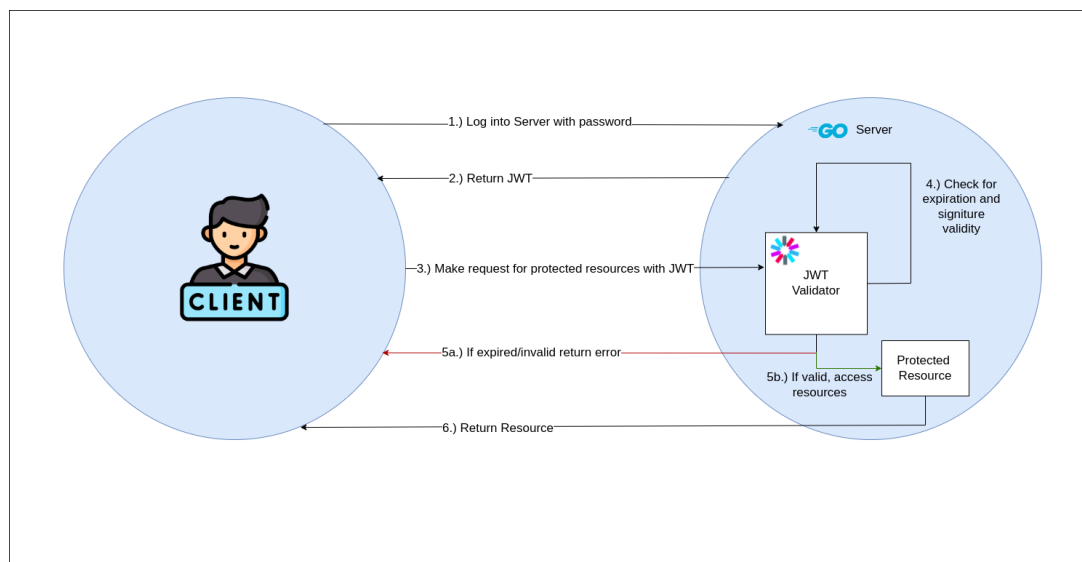 1.) Log into Server with password
GO Server
2.) Return JWT
4.) Check for
expiration and
signiture
validity
CLIENT
3.) Make request for protected resources with JWT
JWT
Validator
5a.) If expired/invalid return error
Protected
Resource
5b.) If valid, access
resources
6.) Return Resource